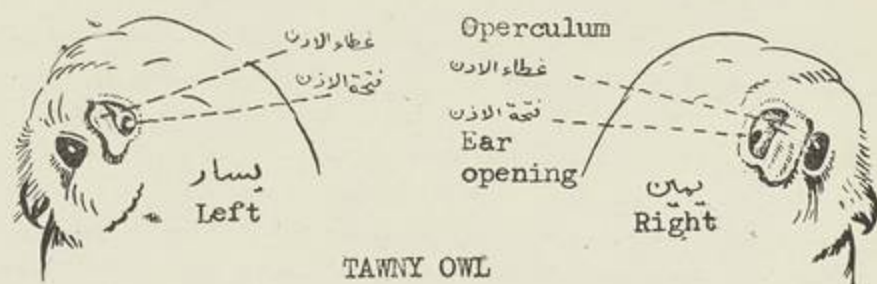 غطاء الاذن
فتحة الاذن
يسار
Left
Operculum
غطاء الاذن
فتحة الاذن
Ear
opening
يمين
Right
TAWNY OWL